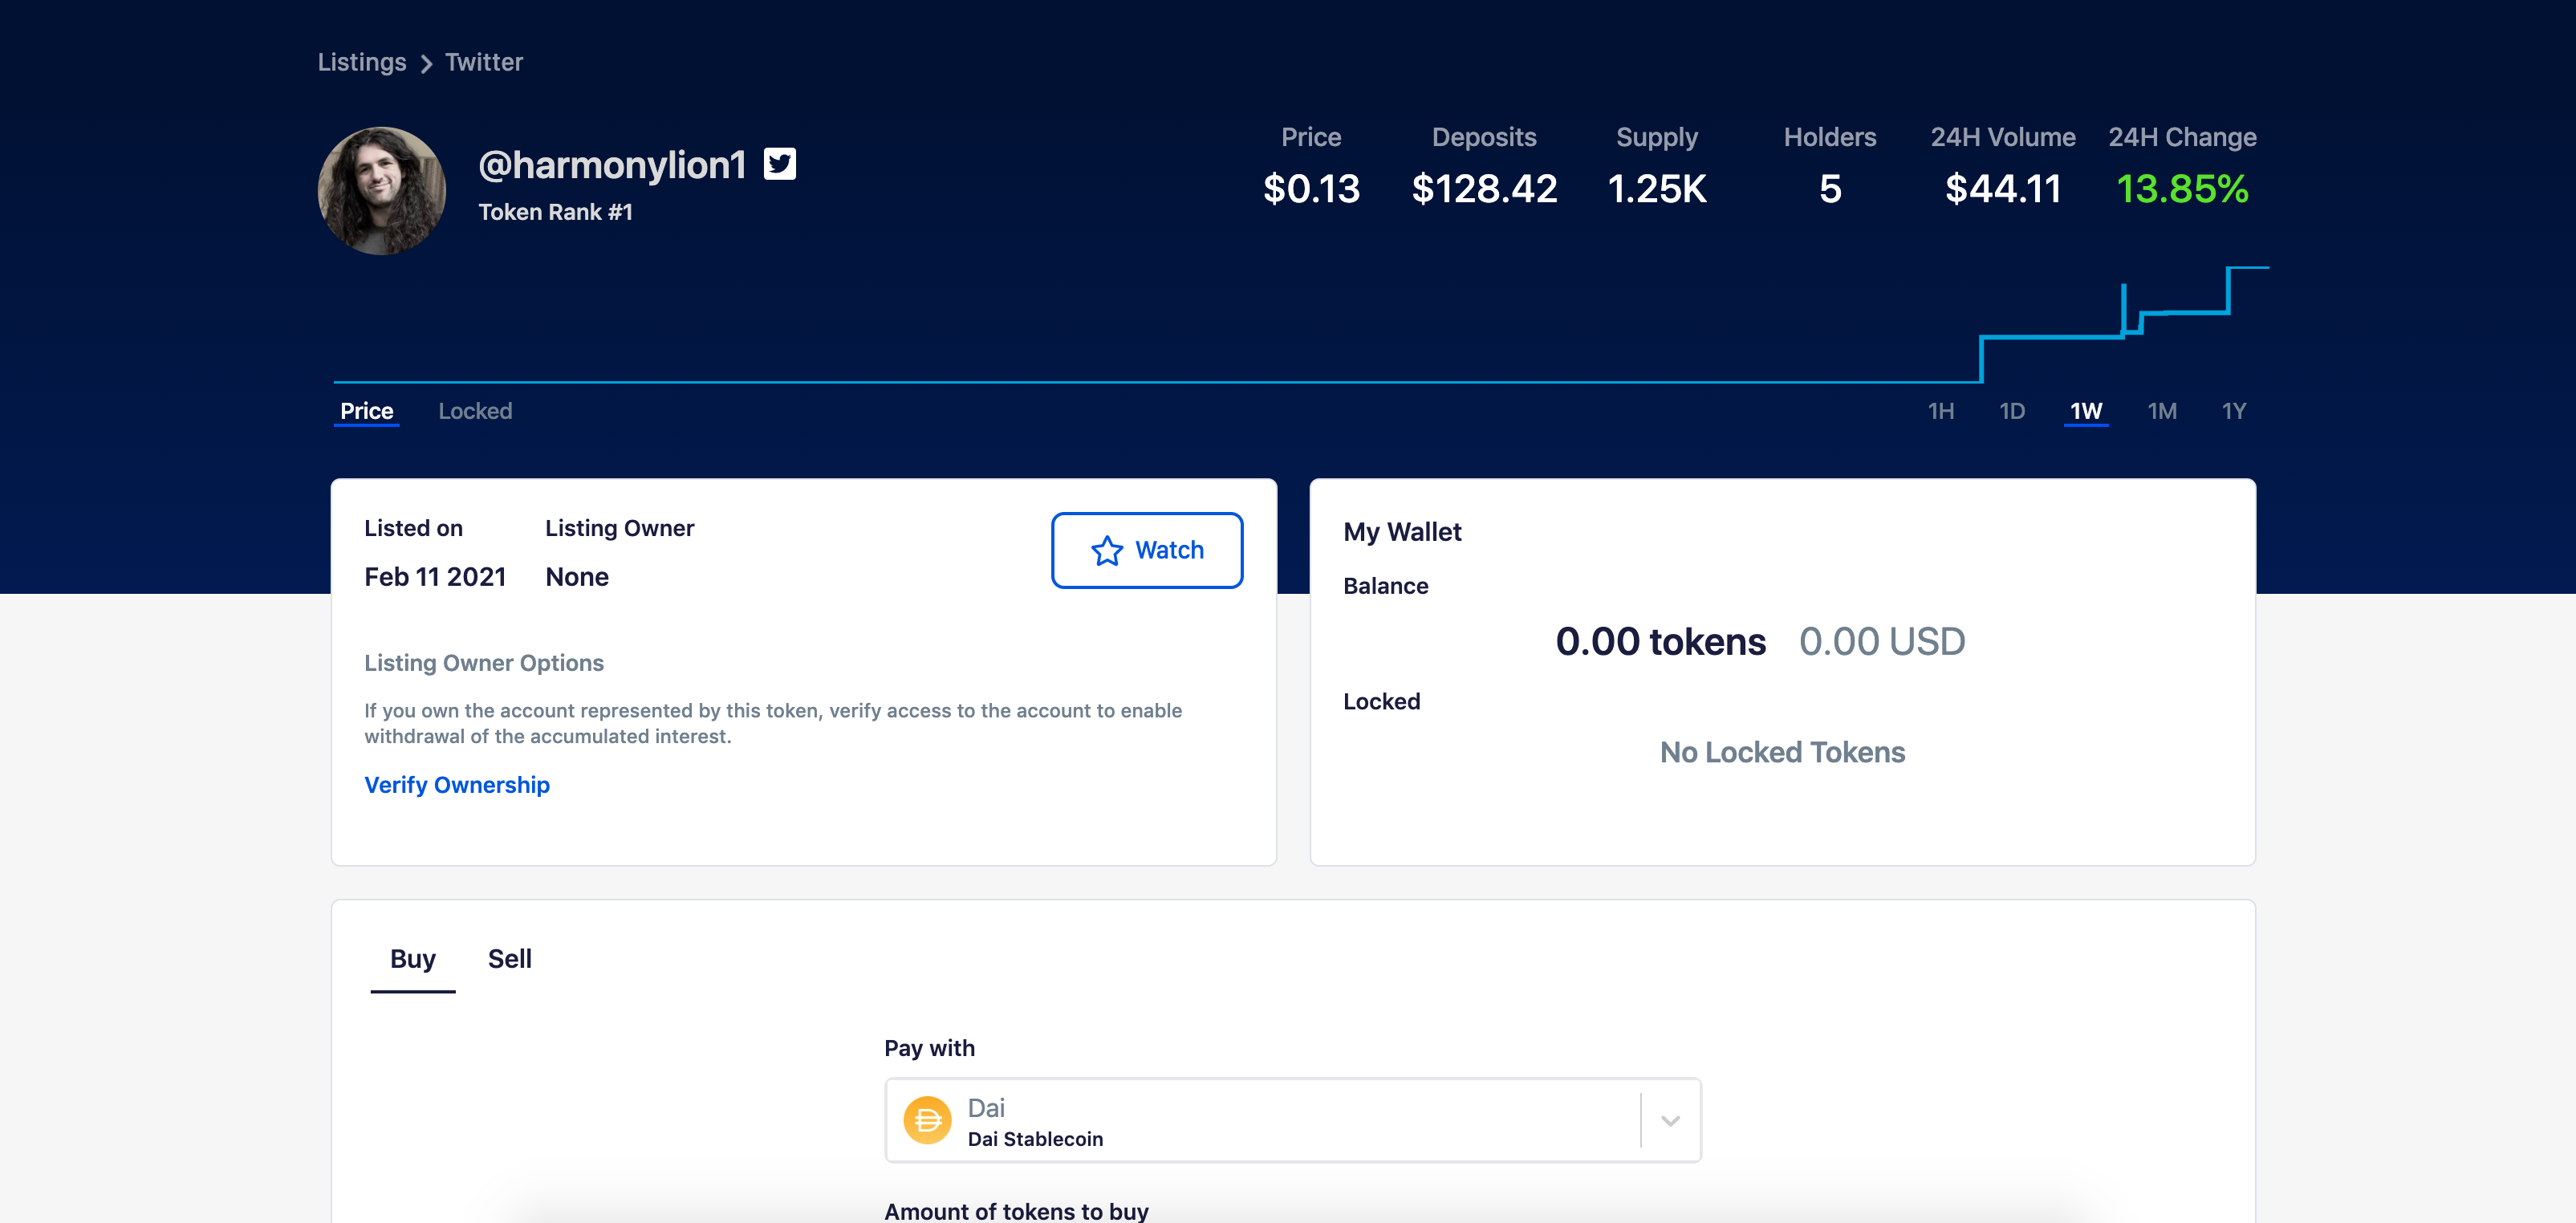 Listings > Twitter
@harmonylion1
Token Rank #1
Price Deposits Supply Holders 24H Volume 24H Change
$0.13 $128.42 1.25K 5 $44.11 13.85%
Price Locked
1H 1D 1W 1M 1Y
Listed on Listing Owner
Feb 11 2021 None
Watch
Listing Owner Options
If you own the account represented by this token, verify access to the account to enable
withdrawal of the accumulated interest.
Verify Ownership
My Wallet
Balance
0.00 tokens 0.00 USD
Locked
No Locked Tokens
Buy Sell
Pay with
Dai
Dai Stablecoin
Amount of tokens to buy